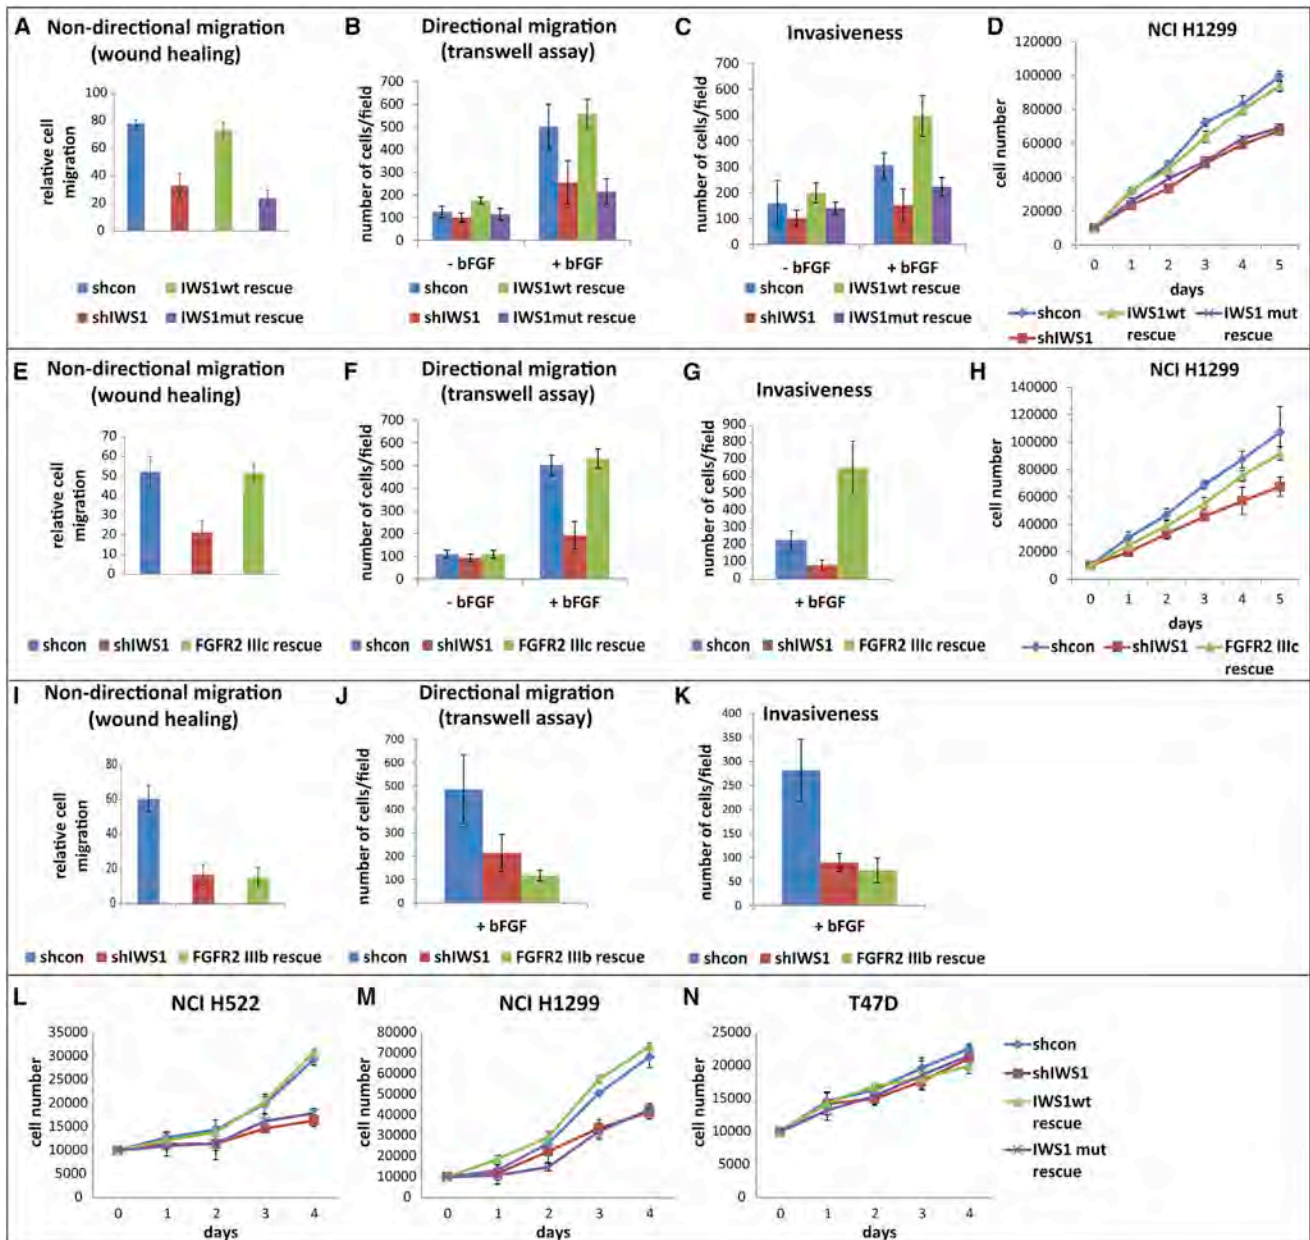 A
Non-directional migration
(wound healing)
relative cell
migration
100
80
60
40
20
0
shcon
IWS1wt rescue
shIWS1
IWS1mut rescue
B
Directional migration
(transwell assay)
number of cells/field
700
600
500
400
300
200
100
0
- bFGF
+ bFGF
shcon
IWS1wt rescue
shIWS1
IWS1mut rescue
C
Invasiveness
number of cells/field
700
600
500
400
300
200
100
0
- bFGF
+ bFGF
shcon
IWS1wt rescue
shIWS1
IWS1mut rescue
D
NCI H1299
cell number
120000
100000
80000
60000
40000
20000
0
0 1 2 3 4 5
days
shcon
IWS1wt
rescue
IWS1 mut
rescue
shIWS1
E
Non-directional migration
(wound healing)
relative cell
migration
70
60
50
40
30
20
10
0
shcon shIWS1 FGFR2 IIIc rescue
F
Directional migration
(transwell assay)
number of cells/field
700
600
500
400
300
200
100
0
- bFGF
+ bFGF
shcon shIWS1 FGFR2 IIIc rescue
G
Invasiveness
number of cells/field
900
800
700
600
500
400
300
200
100
0
+ bFGF
shcon shIWS1 FGFR2 IIIc rescue
H
NCI H1299
cell number
140000
120000
100000
80000
60000
40000
20000
0
0 1 2 3 4 5
days
shcon shIWS1 FGFR2 IIIc
rescue
I
Non-directional migration
(wound healing)
relative cell
migration
80
60
40
20
0
shcon shIWS1 FGFR2 IIIb rescue
J
Directional migration
(transwell assay)
number of cells/field
700
600
500
400
300
200
100
0
+ bFGF
shcon shIWS1 FGFR2 IIIb rescue
K
Invasiveness
number of cells/field
400
350
300
250
200
150
100
50
0
+ bFGF
shcon shIWS1 FGFR2 IIIb rescue
L
NCI H522
cell number
35000
30000
25000
20000
15000
10000
5000
0
0 1 2 3 4
days
M
NCI H1299
cell number
80000
70000
60000
50000
40000
30000
20000
10000
0
0 1 2 3 4
days
N
T47D
cell number
25000
20000
15000
10000
5000
0
0 1 2 3 4
days
shcon
shIWS1
IWS1wt
rescue
IWS1 mut
rescue